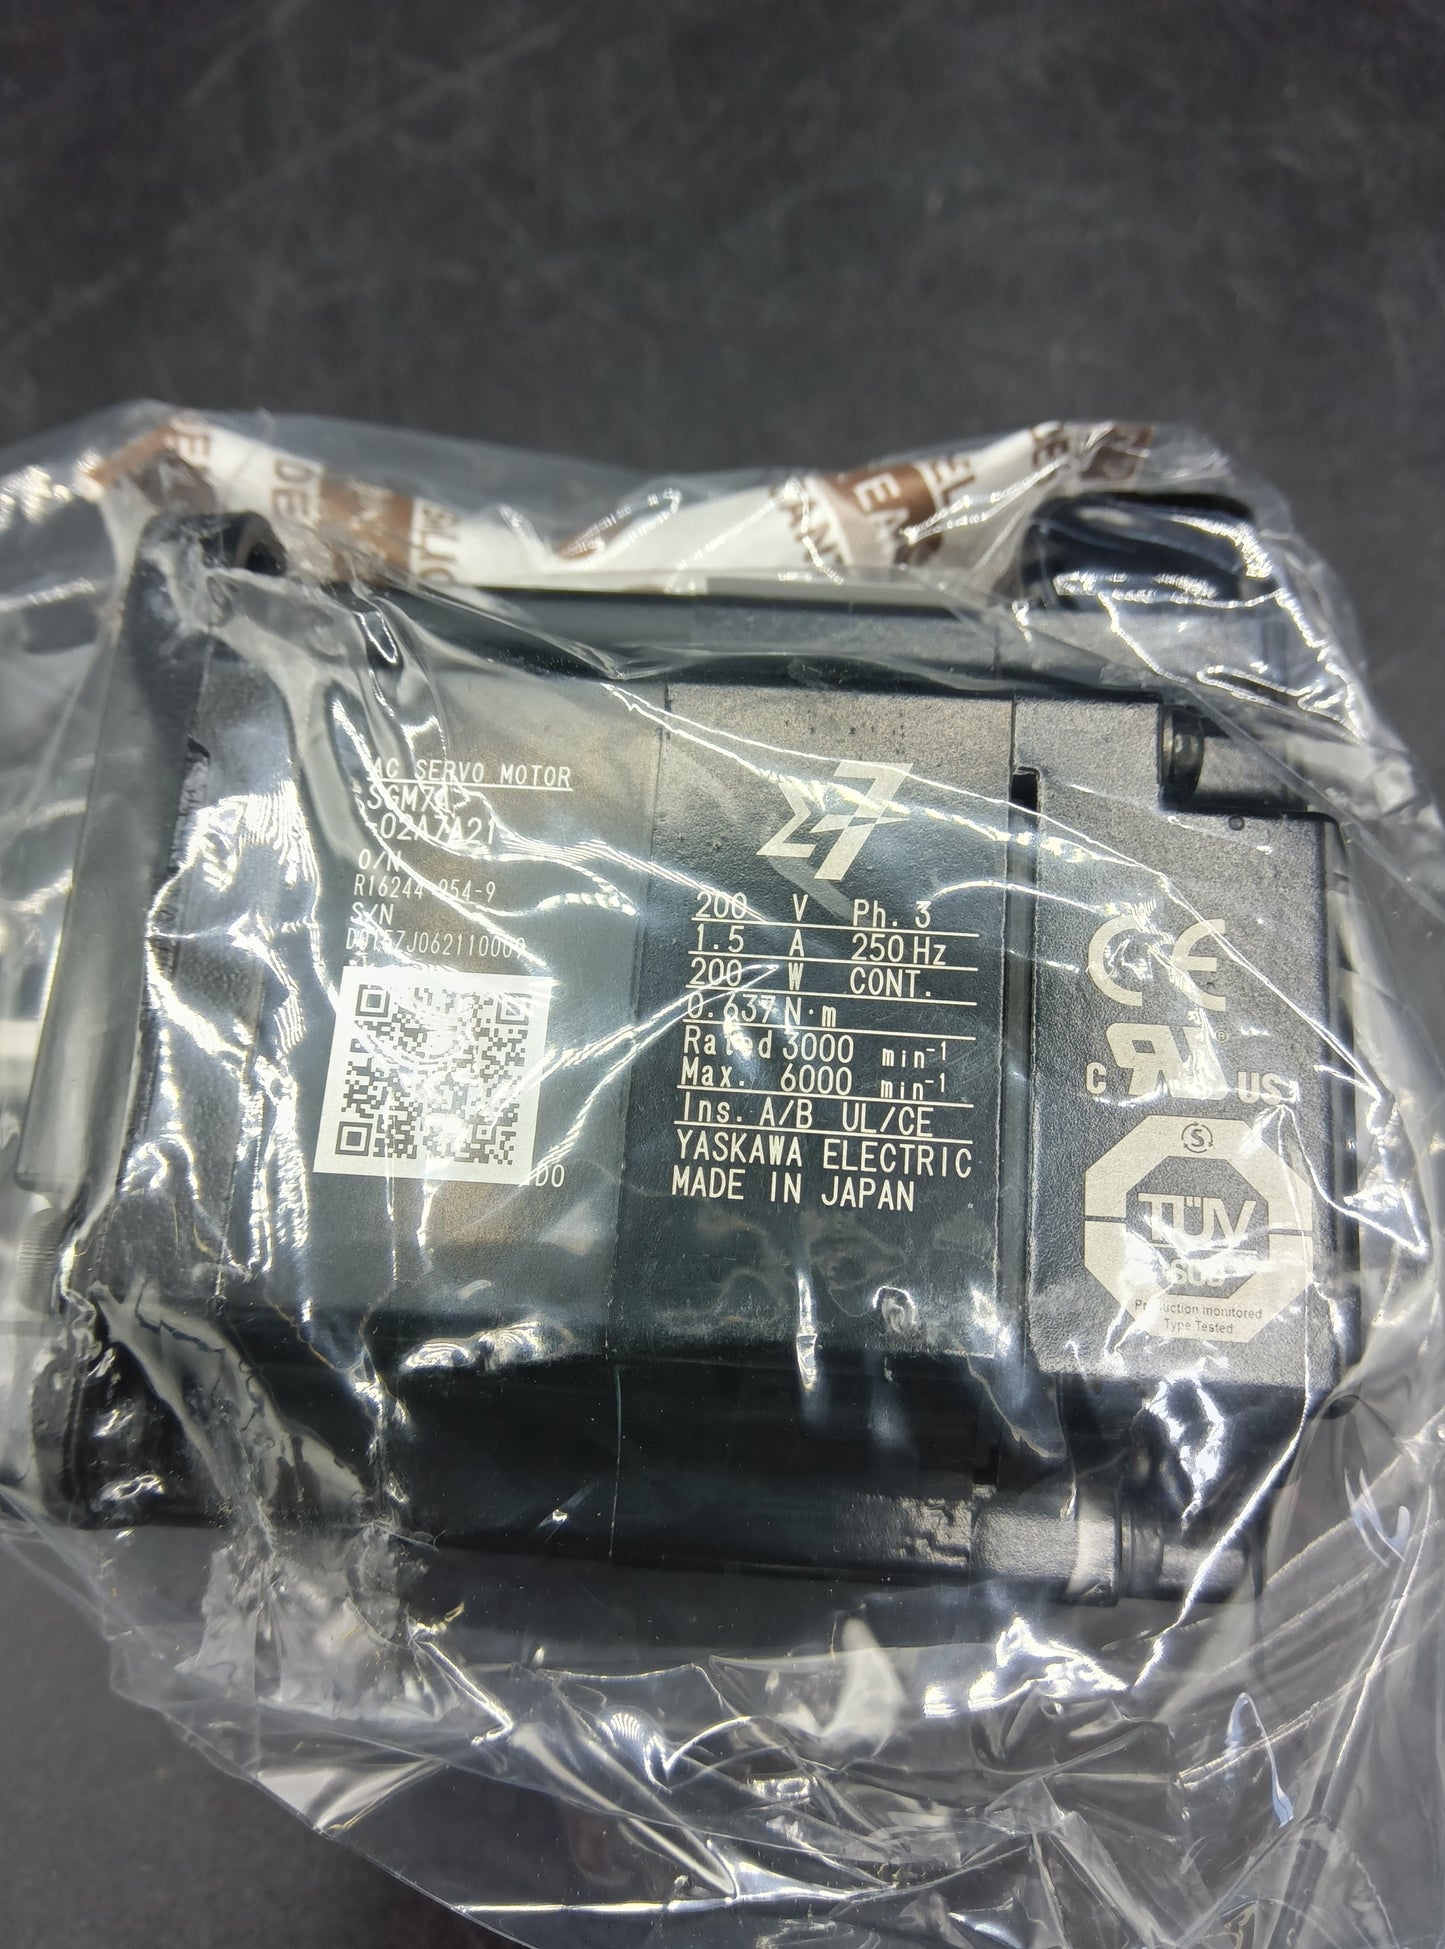 AC SERVO MOTOR
-02A7A21
O/N
S/N
DO
Σ7
200 V Ph. 3
1.5 A 250 Hz
200 W CONT.
0.637 N·m
Rated 3000 min⁻¹
Max. 6000 min⁻¹
Ins. A/B UL/CE
YASKAWA ELECTRIC
MADE IN JAPAN
CE
C US
TÜV
SÜD
Production monitored
Type Tested